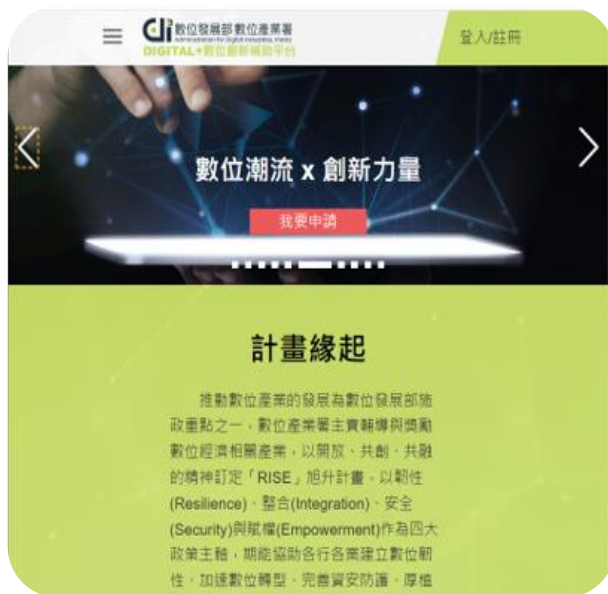 數位發展部數位產業署
Administration for Digital Industries, moda
DIGITAL+數位創新補助平台
登入/註冊
數位潮流 x 創新力量
我要申請
計畫緣起
推動數位產業的發展為數位發展部施
政重點之一，數位產業署主責輔導與獎勵
數位經濟相關產業，以開放、共創、共融
的精神訂定「RISE」旭升計畫，以韌性
(Resilience)、整合(Integration)、安全
(Security)與賦權(Empowerment)作為四大
政策主軸，期能協助各行各業建立數位韌
性、加速數位轉型、完善資安防護、厚植